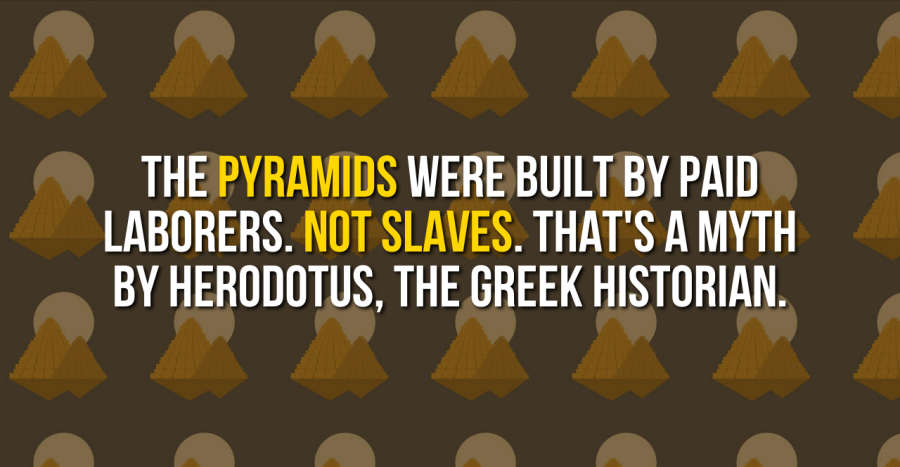 THE PYRAMIDS WERE BUILT BY PAID
LABORERS. NOT SLAVES. THAT'S A MYTH
BY HERODOTUS, THE GREEK HISTORIAN.